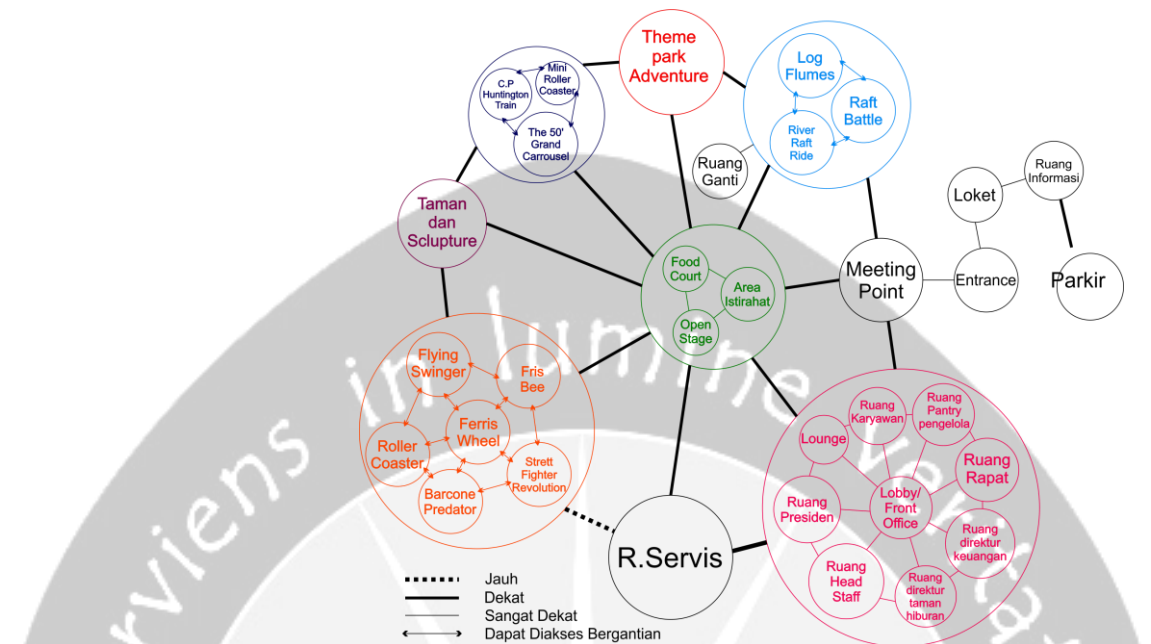 Theme
park
Adventure
Log
Flumes
Raft
Battle
River
Raft
Ride
C.P
Huntington
Train
Mini
Roller
Coaster
The 50'
Grand
Carrousel
Ruang
Ganti
Ruang
Informasi
Loket
Taman
dan
Sclupture
Food
Court
Area
Istirahat
Open
Stage
Meeting
Point
Entrance
Parkir
Flying
Swinger
Fris
Bee
Ferris
Wheel
Roller
Coaster
Strett
Fighter
Revolution
Barcone
Predator
Ruang
Karyawan
Ruang
Pantry
pengelola
Lounge
Ruang
Rapat
Lobby/
Front
Office
Ruang
Presiden
Ruang
direktur
keuangan
Ruang
Head
Staff
Ruang
direktur
taman
hiburan
R.Servis
Jauh
Dekat
Sangat Dekat
Dapat Diakses Bergantian
rviens in lumine verita